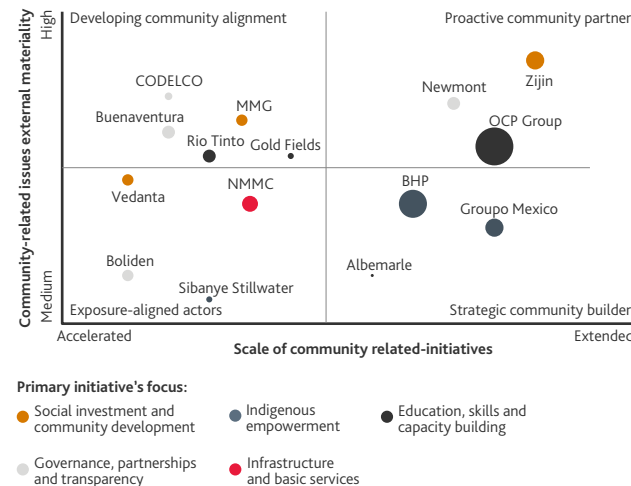 High
Developing community alignment
Proactive community partner
CODELCO
Zijin
Newmont
MMG
Buenaventura
OCP Group
Rio Tinto
Gold Fields
Community-related issues external materiality
NMMC
BHP
Vedanta
Groupo Mexico
Boliden
Albemarle
Sibanye Stillwater
Medium
Exposure-aligned actors
Strategic community builder
Accelerated
Extended
Scale of community related-initiatives
Primary initiative's focus:
Social investment and
community development
Indigenous
empowerment
Education, skills and
capacity building
Governance, partnerships
and transparency
Infrastructure
and basic services